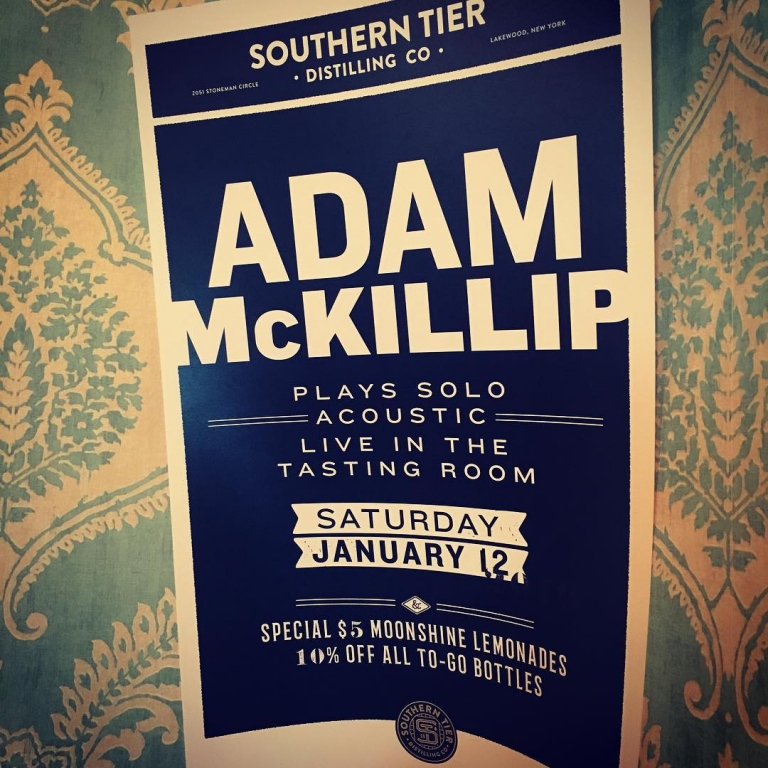 SOUTHERN TIER
• DISTILLING CO •
2051 STONEMAN CIRCLE
LAKEWOOD, NEW YORK
ADAM
McKILLIP
PLAYS SOLO
ACOUSTIC
LIVE IN THE
TASTING ROOM
SATURDAY
JANUARY 12
&
SPECIAL $5 MOONSHINE LEMONADES
10% OFF ALL TO-GO BOTTLES
SOUTHERN TIER
DISTILLING CO